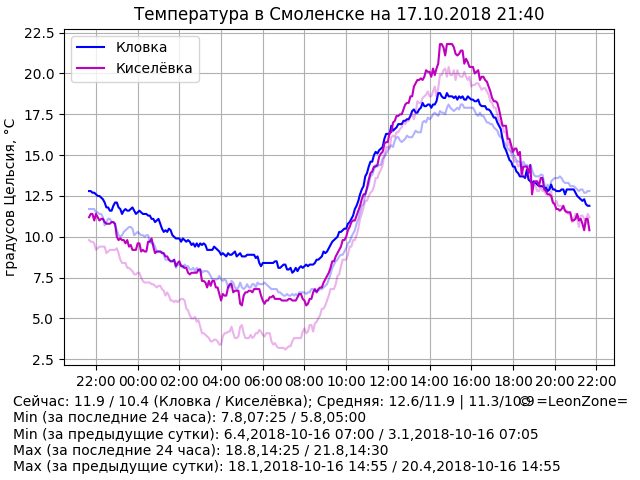 Температура в Смоленске на 17.10.2018 21:40
Кловка
Киселёвка
градусов Цельсия, °C
22.5
20.0
17.5
15.0
12.5
10.0
7.5
5.0
2.5
22:00 00:00 02:00 04:00 06:00 08:00 10:00 12:00 14:00 16:00 18:00 20:00 22:00
Сейчас: 11.9 / 10.4 (Кловка / Киселёвка); Средняя: 12.6/11.9 | 11.3/10.9
=LeonZone=
Min (за последние 24 часа): 7.8,07:25 / 5.8,05:00
Min (за предыдущие сутки): 6.4,2018-10-16 07:00 / 3.1,2018-10-16 07:05
Max (за последние 24 часа): 18.8,14:25 / 21.8,14:30
Max (за предыдущие сутки): 18.1,2018-10-16 14:55 / 20.4,2018-10-16 14:55